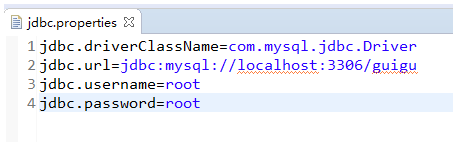 jdbc.properties
1 jdbc.driverClassName=com.mysql.jdbc.Driver
2 jdbc.url=jdbc:mysql://localhost:3306/guigu
3 jdbc.username=root
4 jdbc.password=root